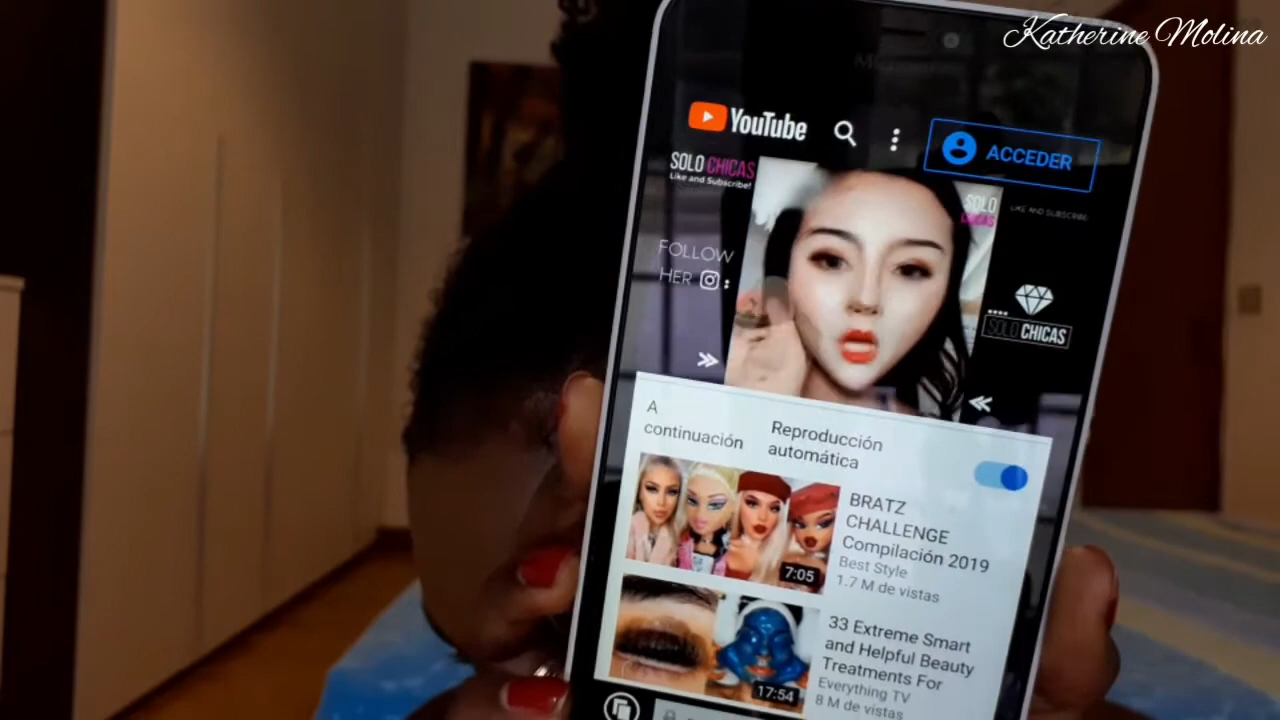 Katherine Molina
YouTube
ACCEDER
SOLO CHICAS
Like and Subscribe!
SOLO
CHICAS
LIKE AND SUBSCRIBE
FOLLOW
HER
SOLO CHICAS
A
continuación
Reproducción
automática
BRATZ
CHALLENGE
Compilación 2019
Best Style
1.7 M de vistas
7:05
33 Extreme Smart
and Helpful Beauty
Treatments For
Everything TV
8 M de vistas
17:54